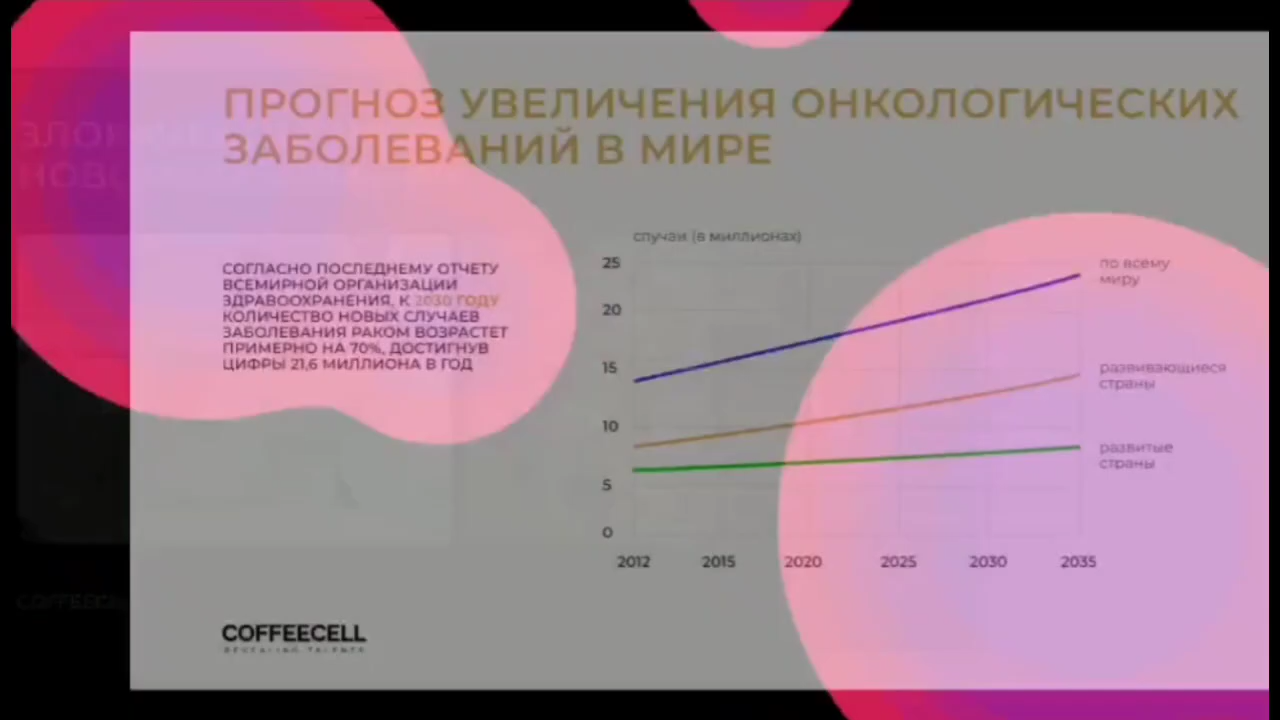 ПРОГНОЗ УВЕЛИЧЕНИЯ ОНКОЛОГИЧЕСКИХ
ЗАБОЛЕВАНИЙ В МИРЕ
СОГЛАСНО ПОСЛЕДНЕМУ ОТЧЕТУ
ВСЕМИРНОЙ ОРГАНИЗАЦИИ
ЗДРАВООХРАНЕНИЯ, К 2030 ГОДУ
КОЛИЧЕСТВО НОВЫХ СЛУЧАЕВ
ЗАБОЛЕВАНИЯ РАКОМ ВОЗРАСТЕТ
ПРИМЕРНО НА 70%, ДОСТИГНУВ
ЦИФРЫ 21,6 МИЛЛИОНА В ГОД
случаи (в миллионах)
25
20
15
10
5
0
2012 2015 2020 2025 2030 2035
по всему
миру
развивающиеся
страны
развитые
страны
COFFEECELL
REVEALING TALENTS